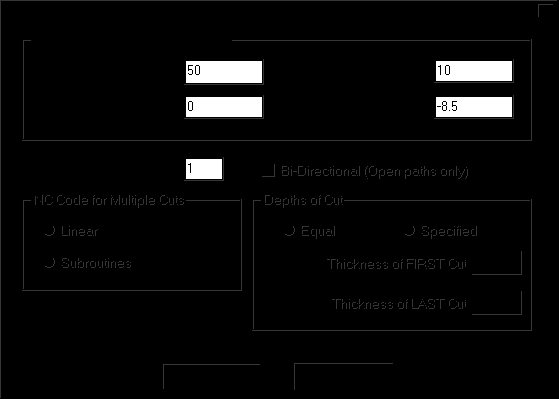 50 10
0 -8.5
1 Bi-Directional (Open paths only)
NC Code for Multiple Cuts
Linear
Subroutines
Depths of Cut
Equal Specified
Thickness of FIRST Cut
Thickness of LAST Cut